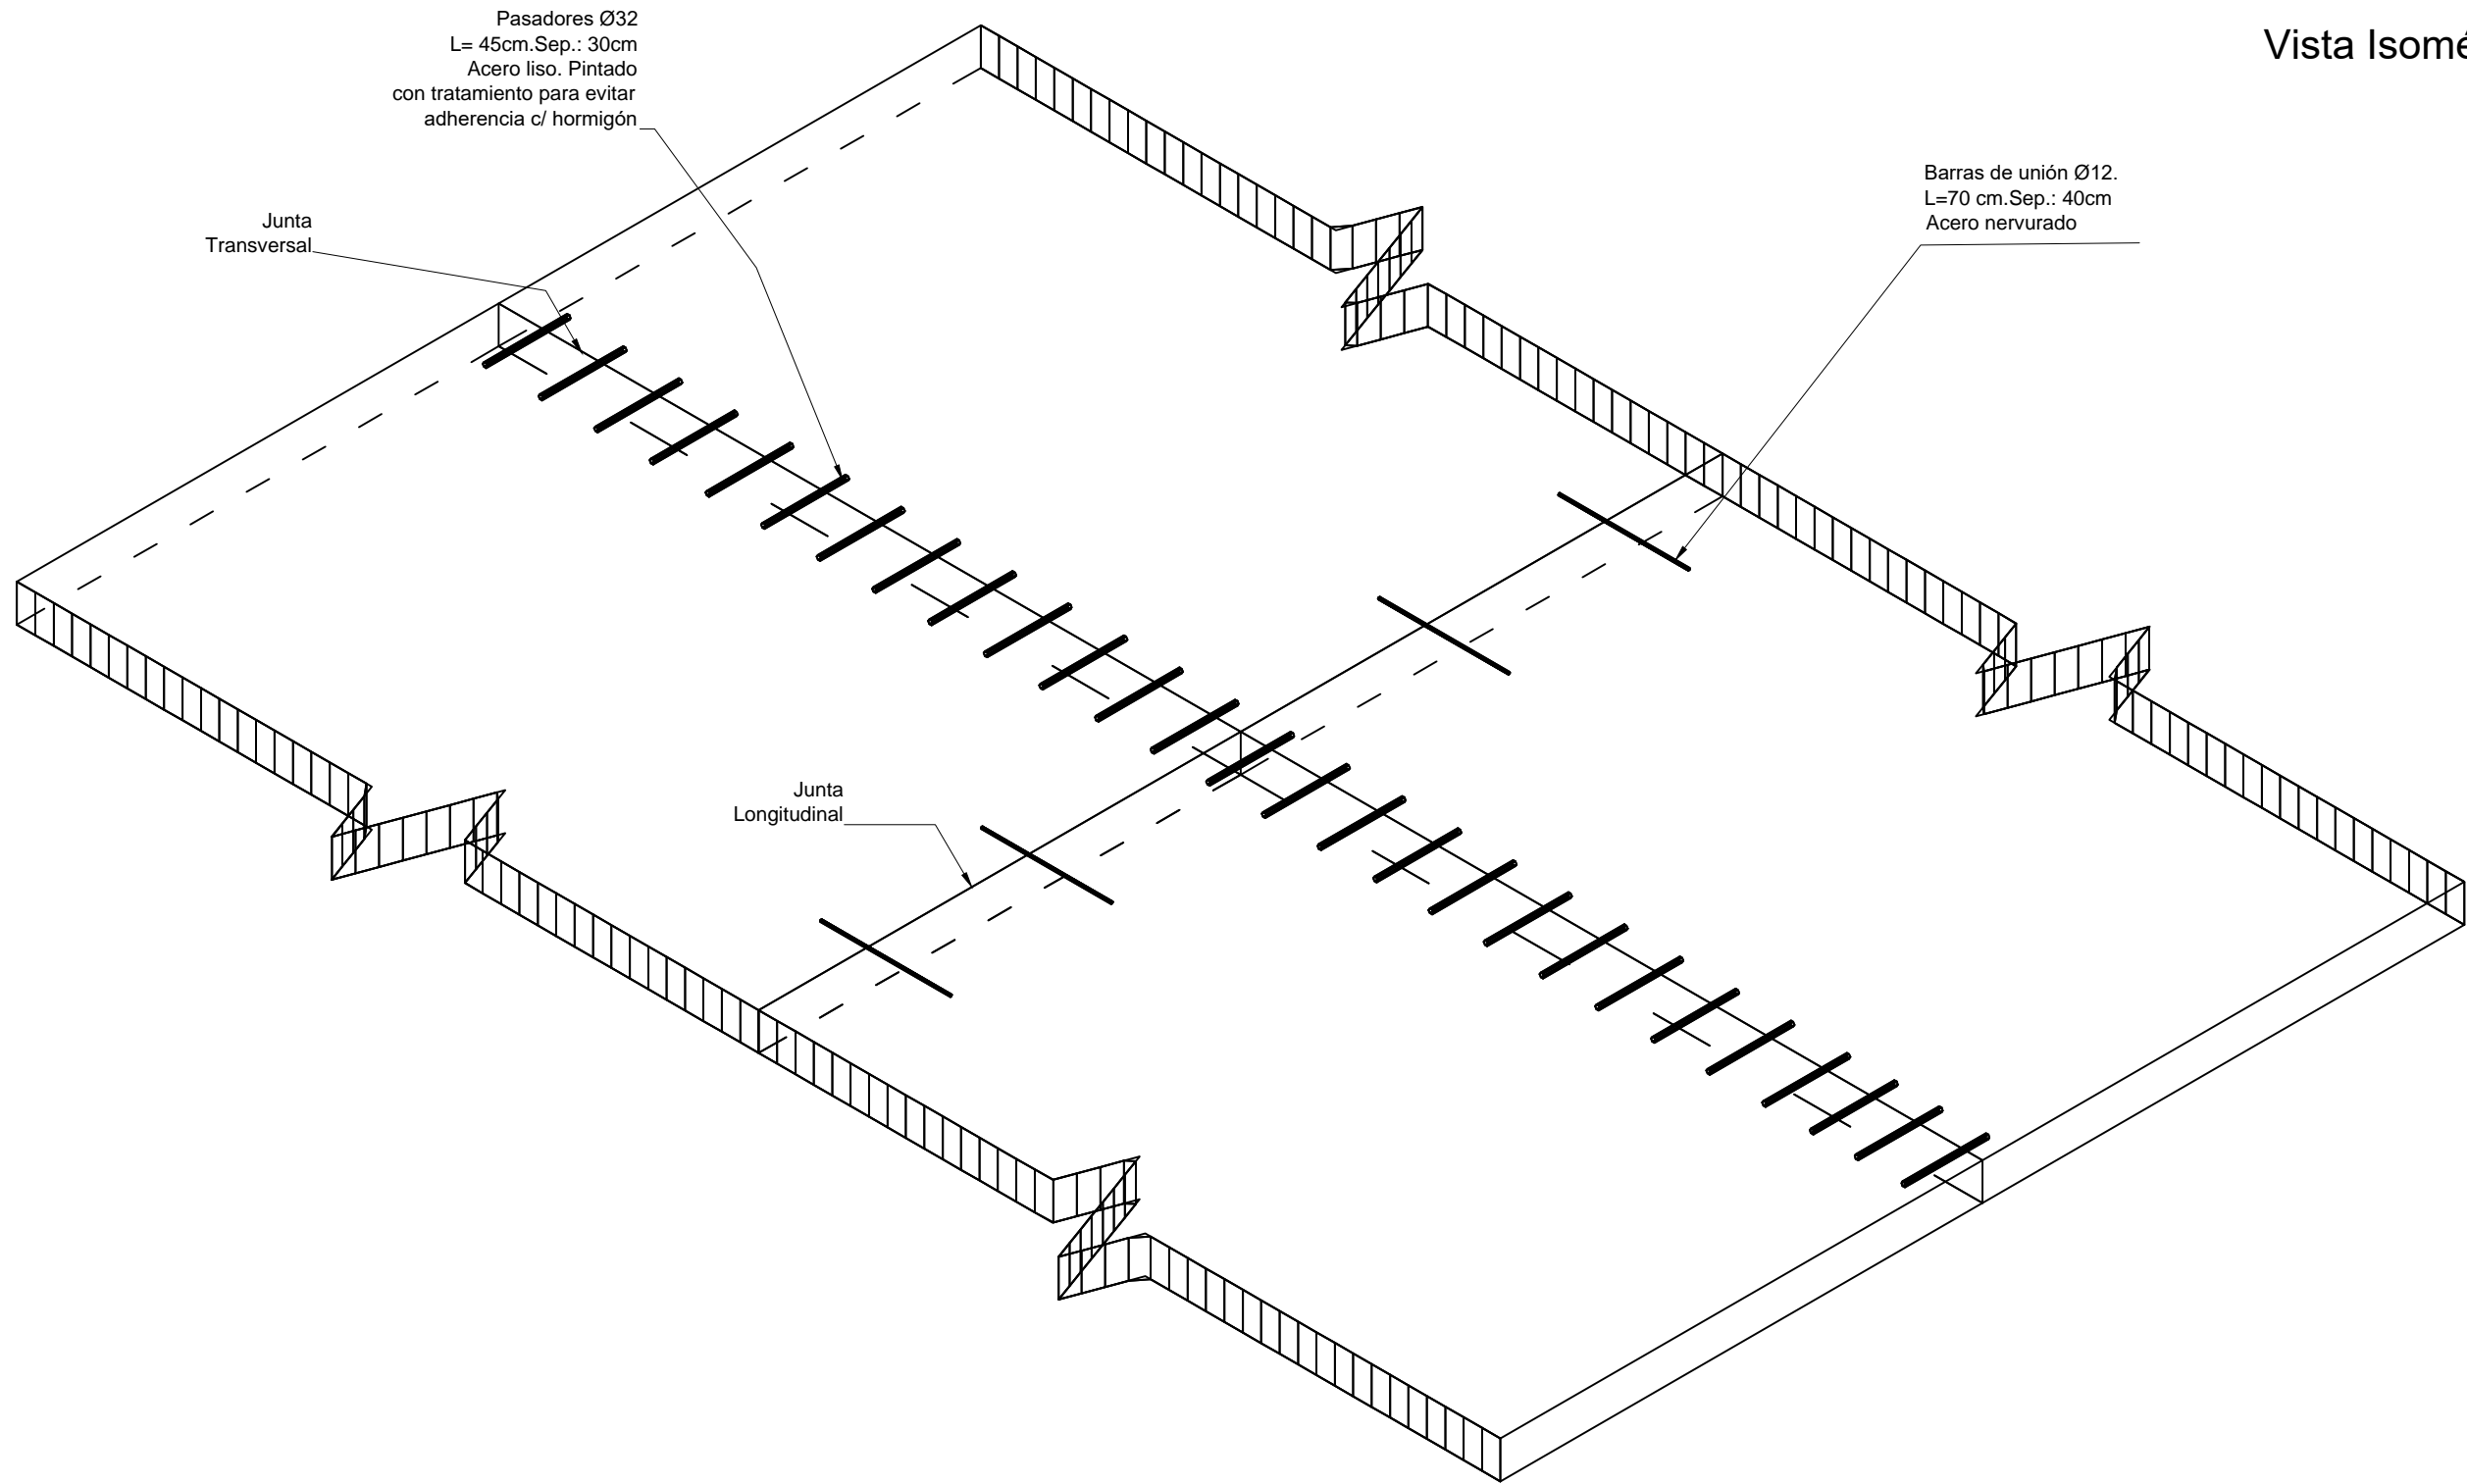 Vista Isomé
Pasadores Ø32
L= 45cm.Sep.: 30cm
Acero liso. Pintado
con tratamiento para evitar
adherencia c/ hormigón
Barras de unión Ø12.
L=70 cm.Sep.: 40cm
Acero nervurado
Junta
Transversal
Junta
Longitudinal